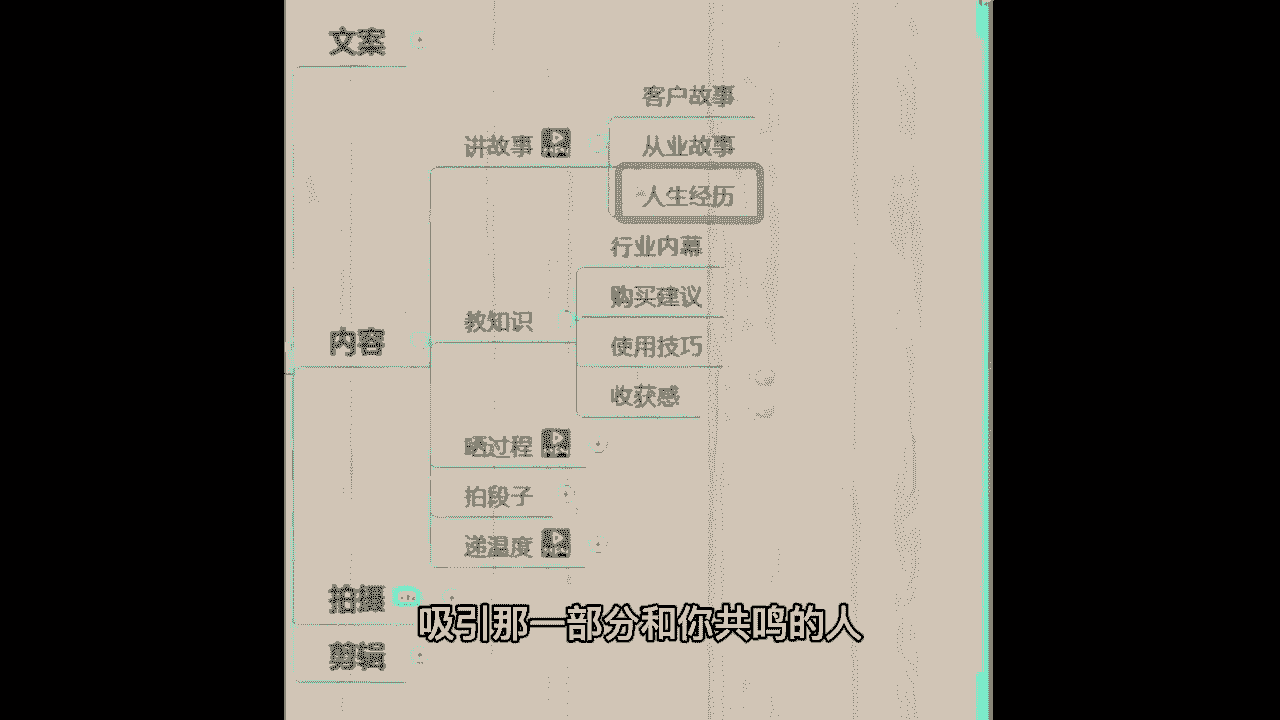 文案
客户故事
讲故事
从业故事
人生经历
行业内幕
购买建议
教知识
内容
使用技巧
收获感
晒过程
拍段子
递温度
拍摄
吸引那一部分和你共鸣的人
剪辑